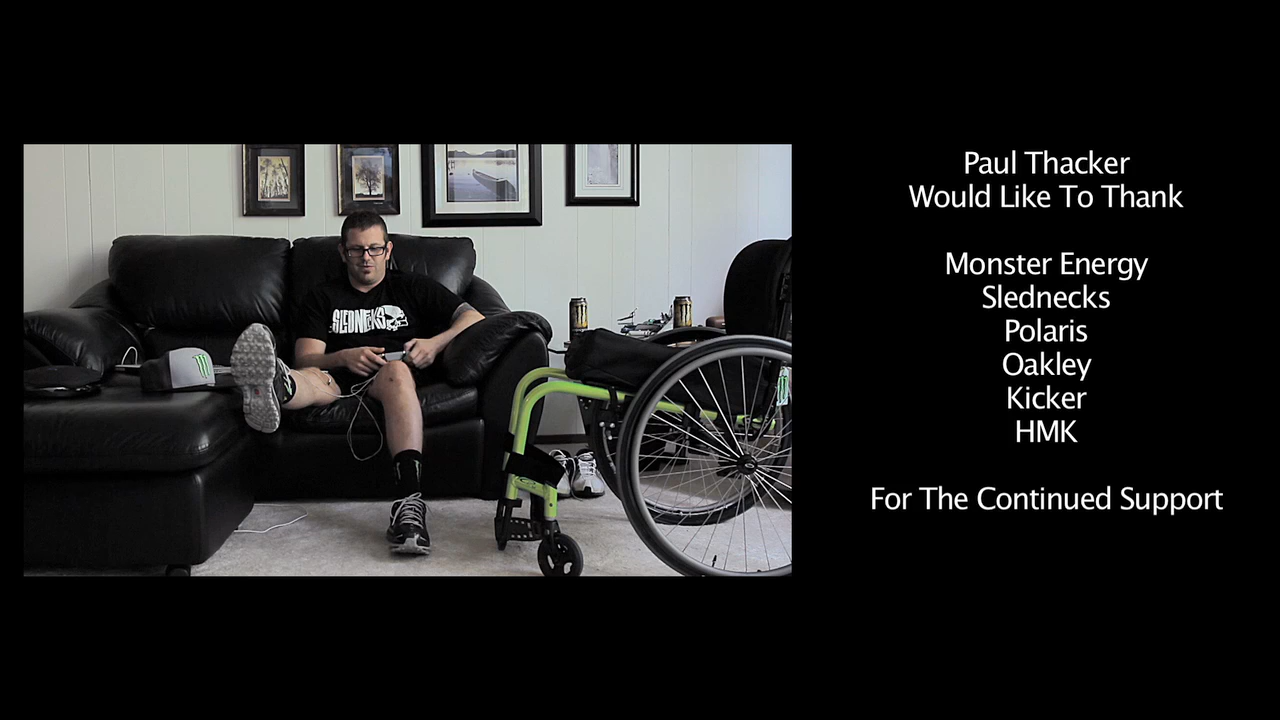 SLEDNECKS
Paul Thacker
Would Like To Thank
Monster Energy
Slednecks
Polaris
Oakley
Kicker
HMK
For The Continued Support